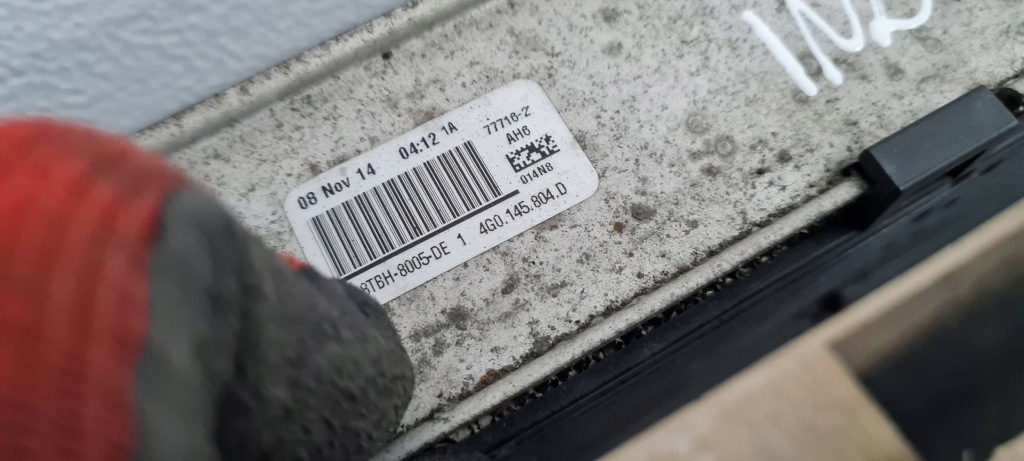 08 Nov 14 04:12 1A
77716-2
AH6
014N8
8TBH-8005-DE 1 4G0.145.804.D